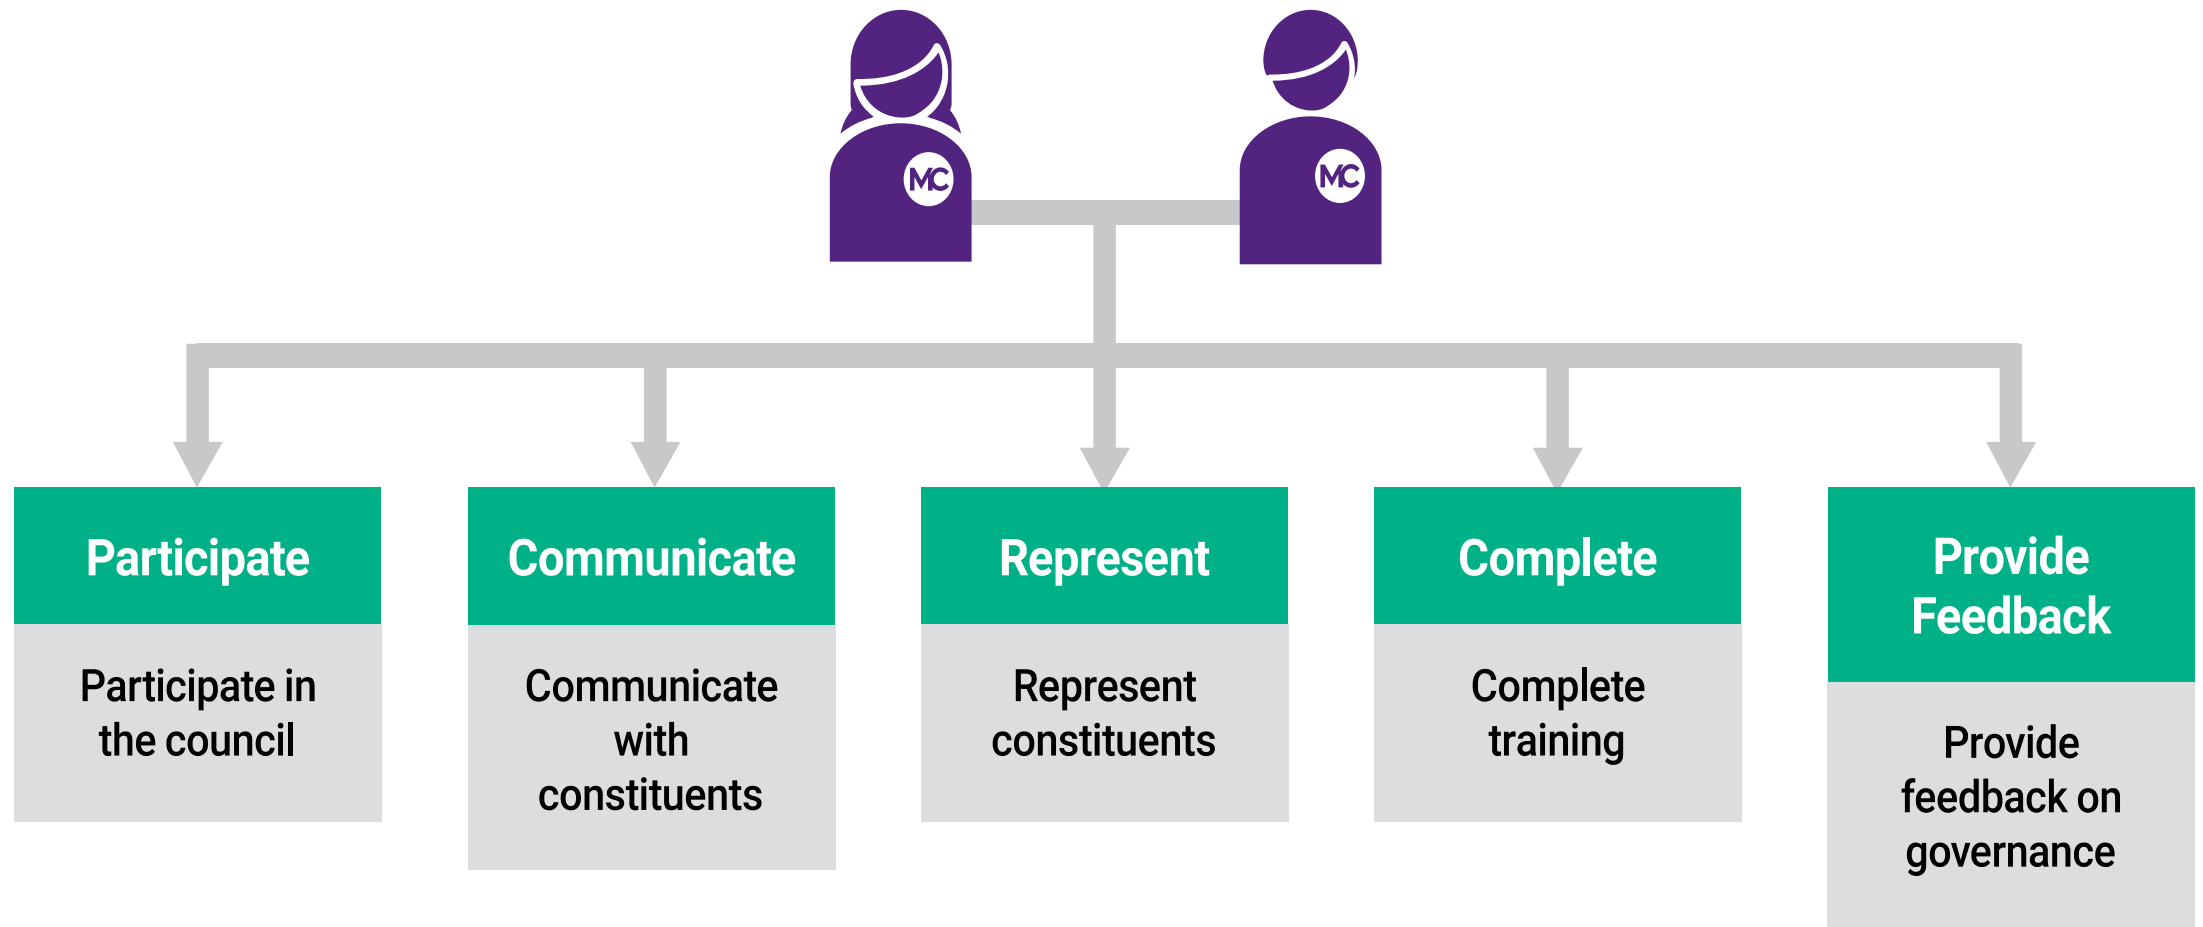 MC
MC
Participate
Participate in
the council
Communicate
Communicate
with
constituents
Represent
Represent
constituents
Complete
Complete
training
Provide
Feedback
Provide
feedback on
governance